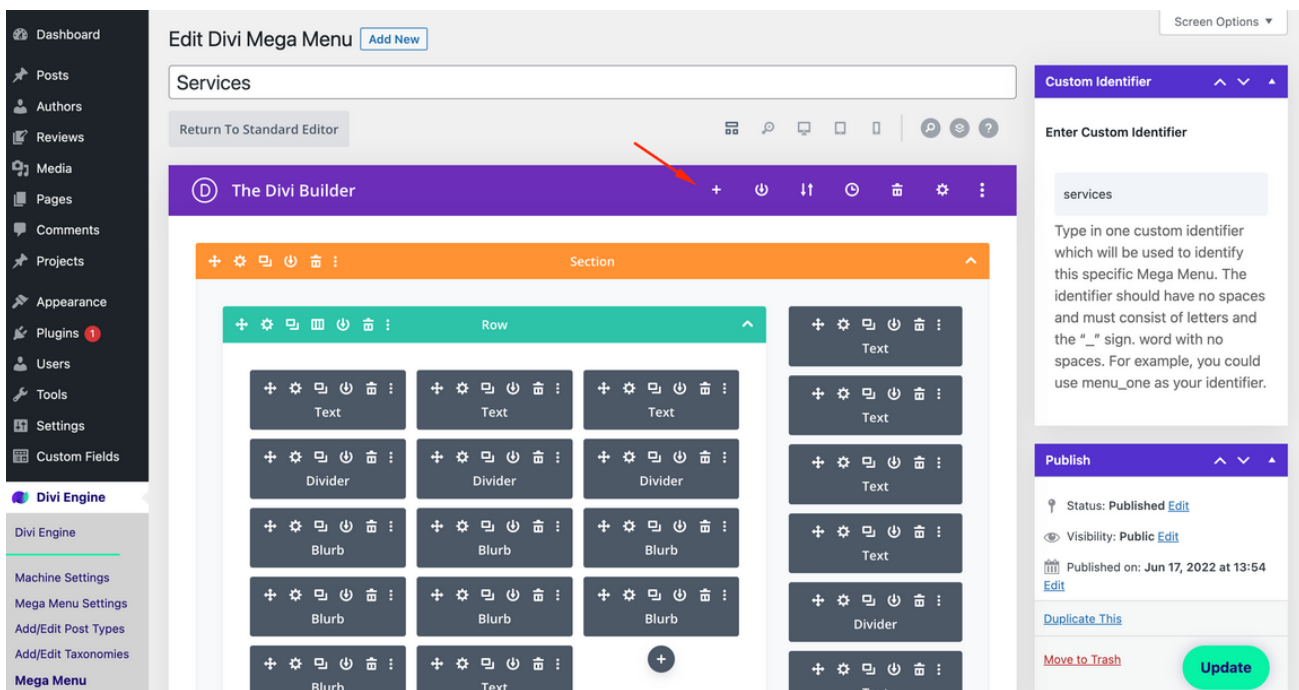 Screen Options ▼
Dashboard
Posts
Authors
Reviews
Media
Pages
Comments
Projects
Appearance
Plugins 1
Users
Tools
Settings
Custom Fields
Divi Engine
Divi Engine
Machine Settings
Mega Menu Settings
Add/Edit Post Types
Add/Edit Taxonomies
Mega Menu
Edit Divi Mega Menu Add New
Services
Return To Standard Editor
D The Divi Builder
Section
Row
Text Text Text
Divider Divider Divider
Blurb Blurb Blurb
Blurb Blurb Blurb
Blurb Text
Text
Text
Text
Text
Divider
Text
Custom Identifier
Enter Custom Identifier
services
Type in one custom identifier
which will be used to identify
this specific Mega Menu. The
identifier should have no spaces
and must consist of letters and
the “_” sign. word with no
spaces. For example, you could
use menu_one as your identifier.
Publish
Status: Published Edit
Visibility: Public Edit
Published on: Jun 17, 2022 at 13:54
Edit
Duplicate This
Move to Trash
Update